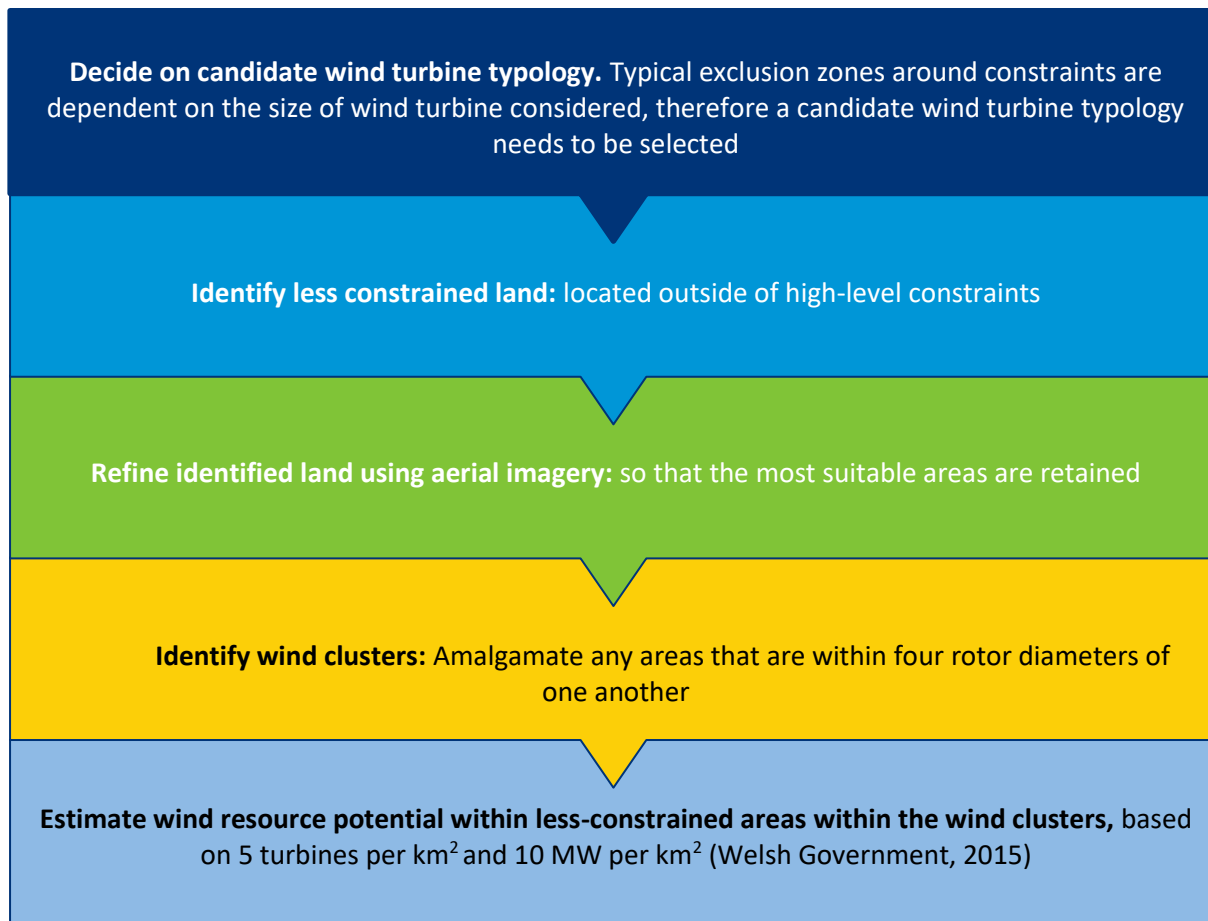 Decide on candidate wind turbine typology. Typical exclusion zones around constraints are
dependent on the size of wind turbine considered, therefore a candidate wind turbine typology
needs to be selected
Identify less constrained land: located outside of high-level constraints
Refine identified land using aerial imagery: so that the most suitable areas are retained
Identify wind clusters: Amalgamate any areas that are within four rotor diameters of
one another
Estimate wind resource potential within less-constrained areas within the wind clusters, based
on 5 turbines per km² and 10 MW per km² (Welsh Government, 2015)